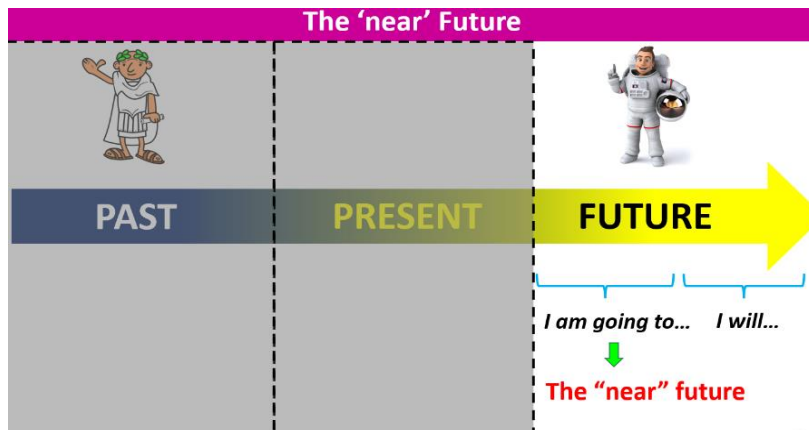 The ‘near’ Future
PAST PRESENT FUTURE
I am going to... I will...
The “near” future